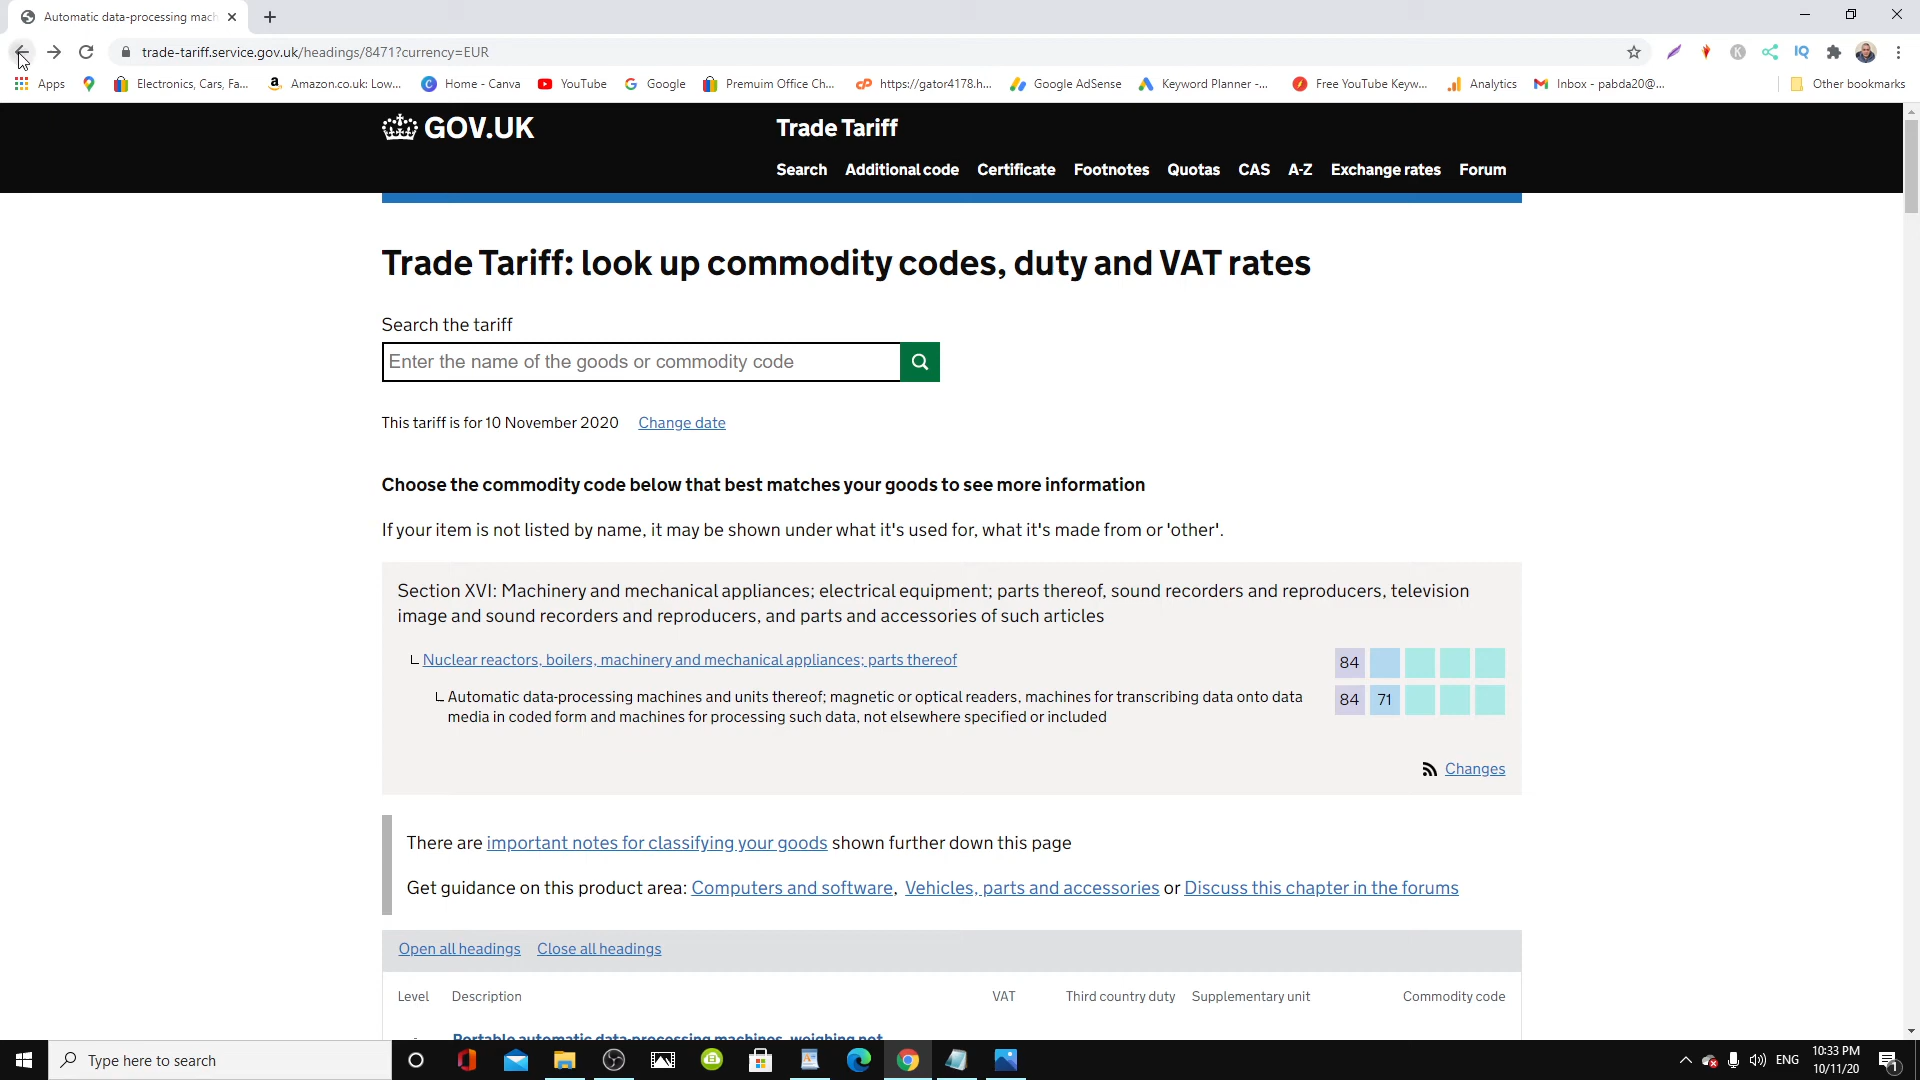 Automatic data-processing mach
trade-tariff.service.gov.uk/headings/8471?currency=EUR
Apps
Electronics, Cars, Fa...
Amazon.co.uk: Low...
Home - Canva
YouTube
Google
Premuim Office Ch...
https://gator4178.h...
Google AdSense
Keyword Planner -...
Free YouTube Keyw...
Analytics
Inbox - pabda20@...
Other bookmarks
GOV.UK
Trade Tariff
Search Additional code Certificate Footnotes Quotas CAS A-Z Exchange rates Forum
Trade Tariff: look up commodity codes, duty and VAT rates
Search the tariff
Enter the name of the goods or commodity code
This tariff is for 10 November 2020 Change date
Choose the commodity code below that best matches your goods to see more information
If your item is not listed by name, it may be shown under what it's used for, what it's made from or 'other'.
Section XVI: Machinery and mechanical appliances; electrical equipment; parts thereof, sound recorders and reproducers, television
image and sound recorders and reproducers, and parts and accessories of such articles
Nuclear reactors, boilers, machinery and mechanical appliances; parts thereof 84
Automatic data-processing machines and units thereof; magnetic or optical readers, machines for transcribing data onto data 84 71
media in coded form and machines for processing such data, not elsewhere specified or included
Changes
There are important notes for classifying your goods shown further down this page
Get guidance on this product area: Computers and software, Vehicles, parts and accessories or Discuss this chapter in the forums
Open all headings Close all headings
Level Description VAT Third country duty Supplementary unit Commodity code
Portable automatic data-processing machines, weighing not
Type here to search
ENG
10:33 PM
10/11/20
1